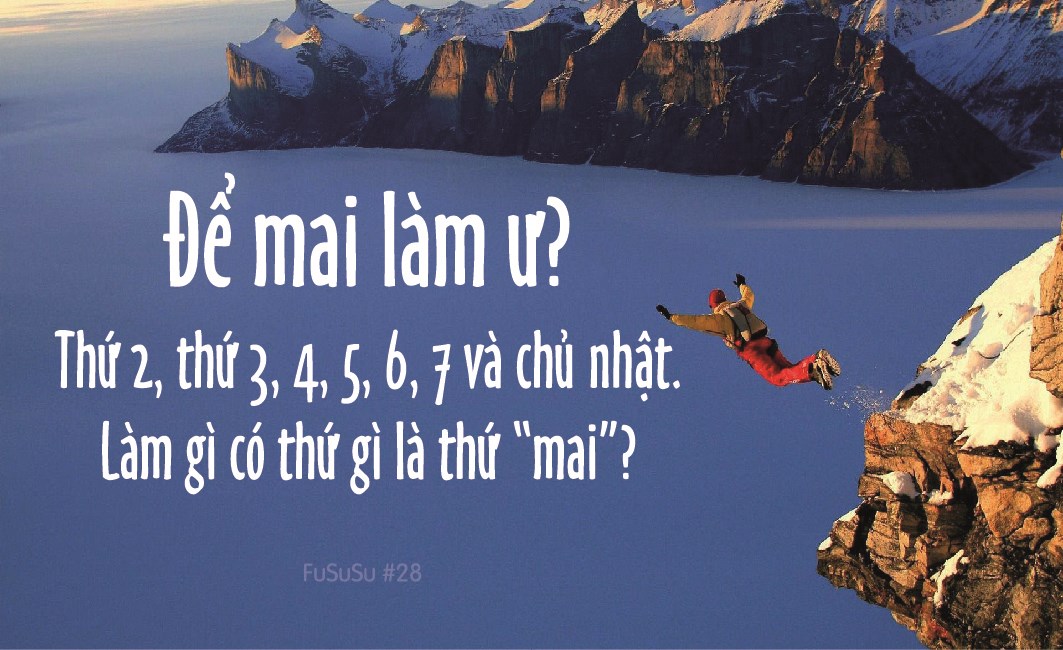 Để mai làm ư?
Thứ 2, thứ 3, 4, 5, 6, 7 và chủ nhật.
Làm gì có thứ gì là thứ “mai”?
FuSuSu #28